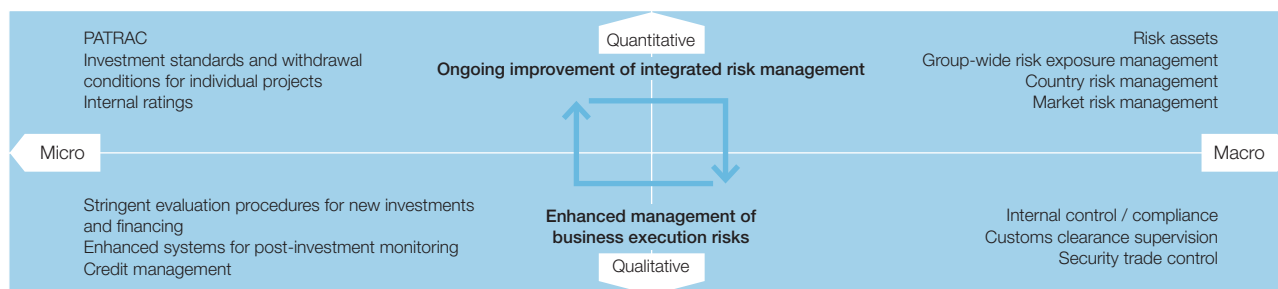 PATRAC
Investment standards and withdrawal
conditions for individual projects
Internal ratings
Quantitative
Ongoing improvement of integrated risk management
Risk assets
Group-wide risk exposure management
Country risk management
Market risk management
Micro
Macro
Stringent evaluation procedures for new investments
and financing
Enhanced systems for post-investment monitoring
Credit management
Enhanced management of
business execution risks
Qualitative
Internal control / compliance
Customs clearance supervision
Security trade control